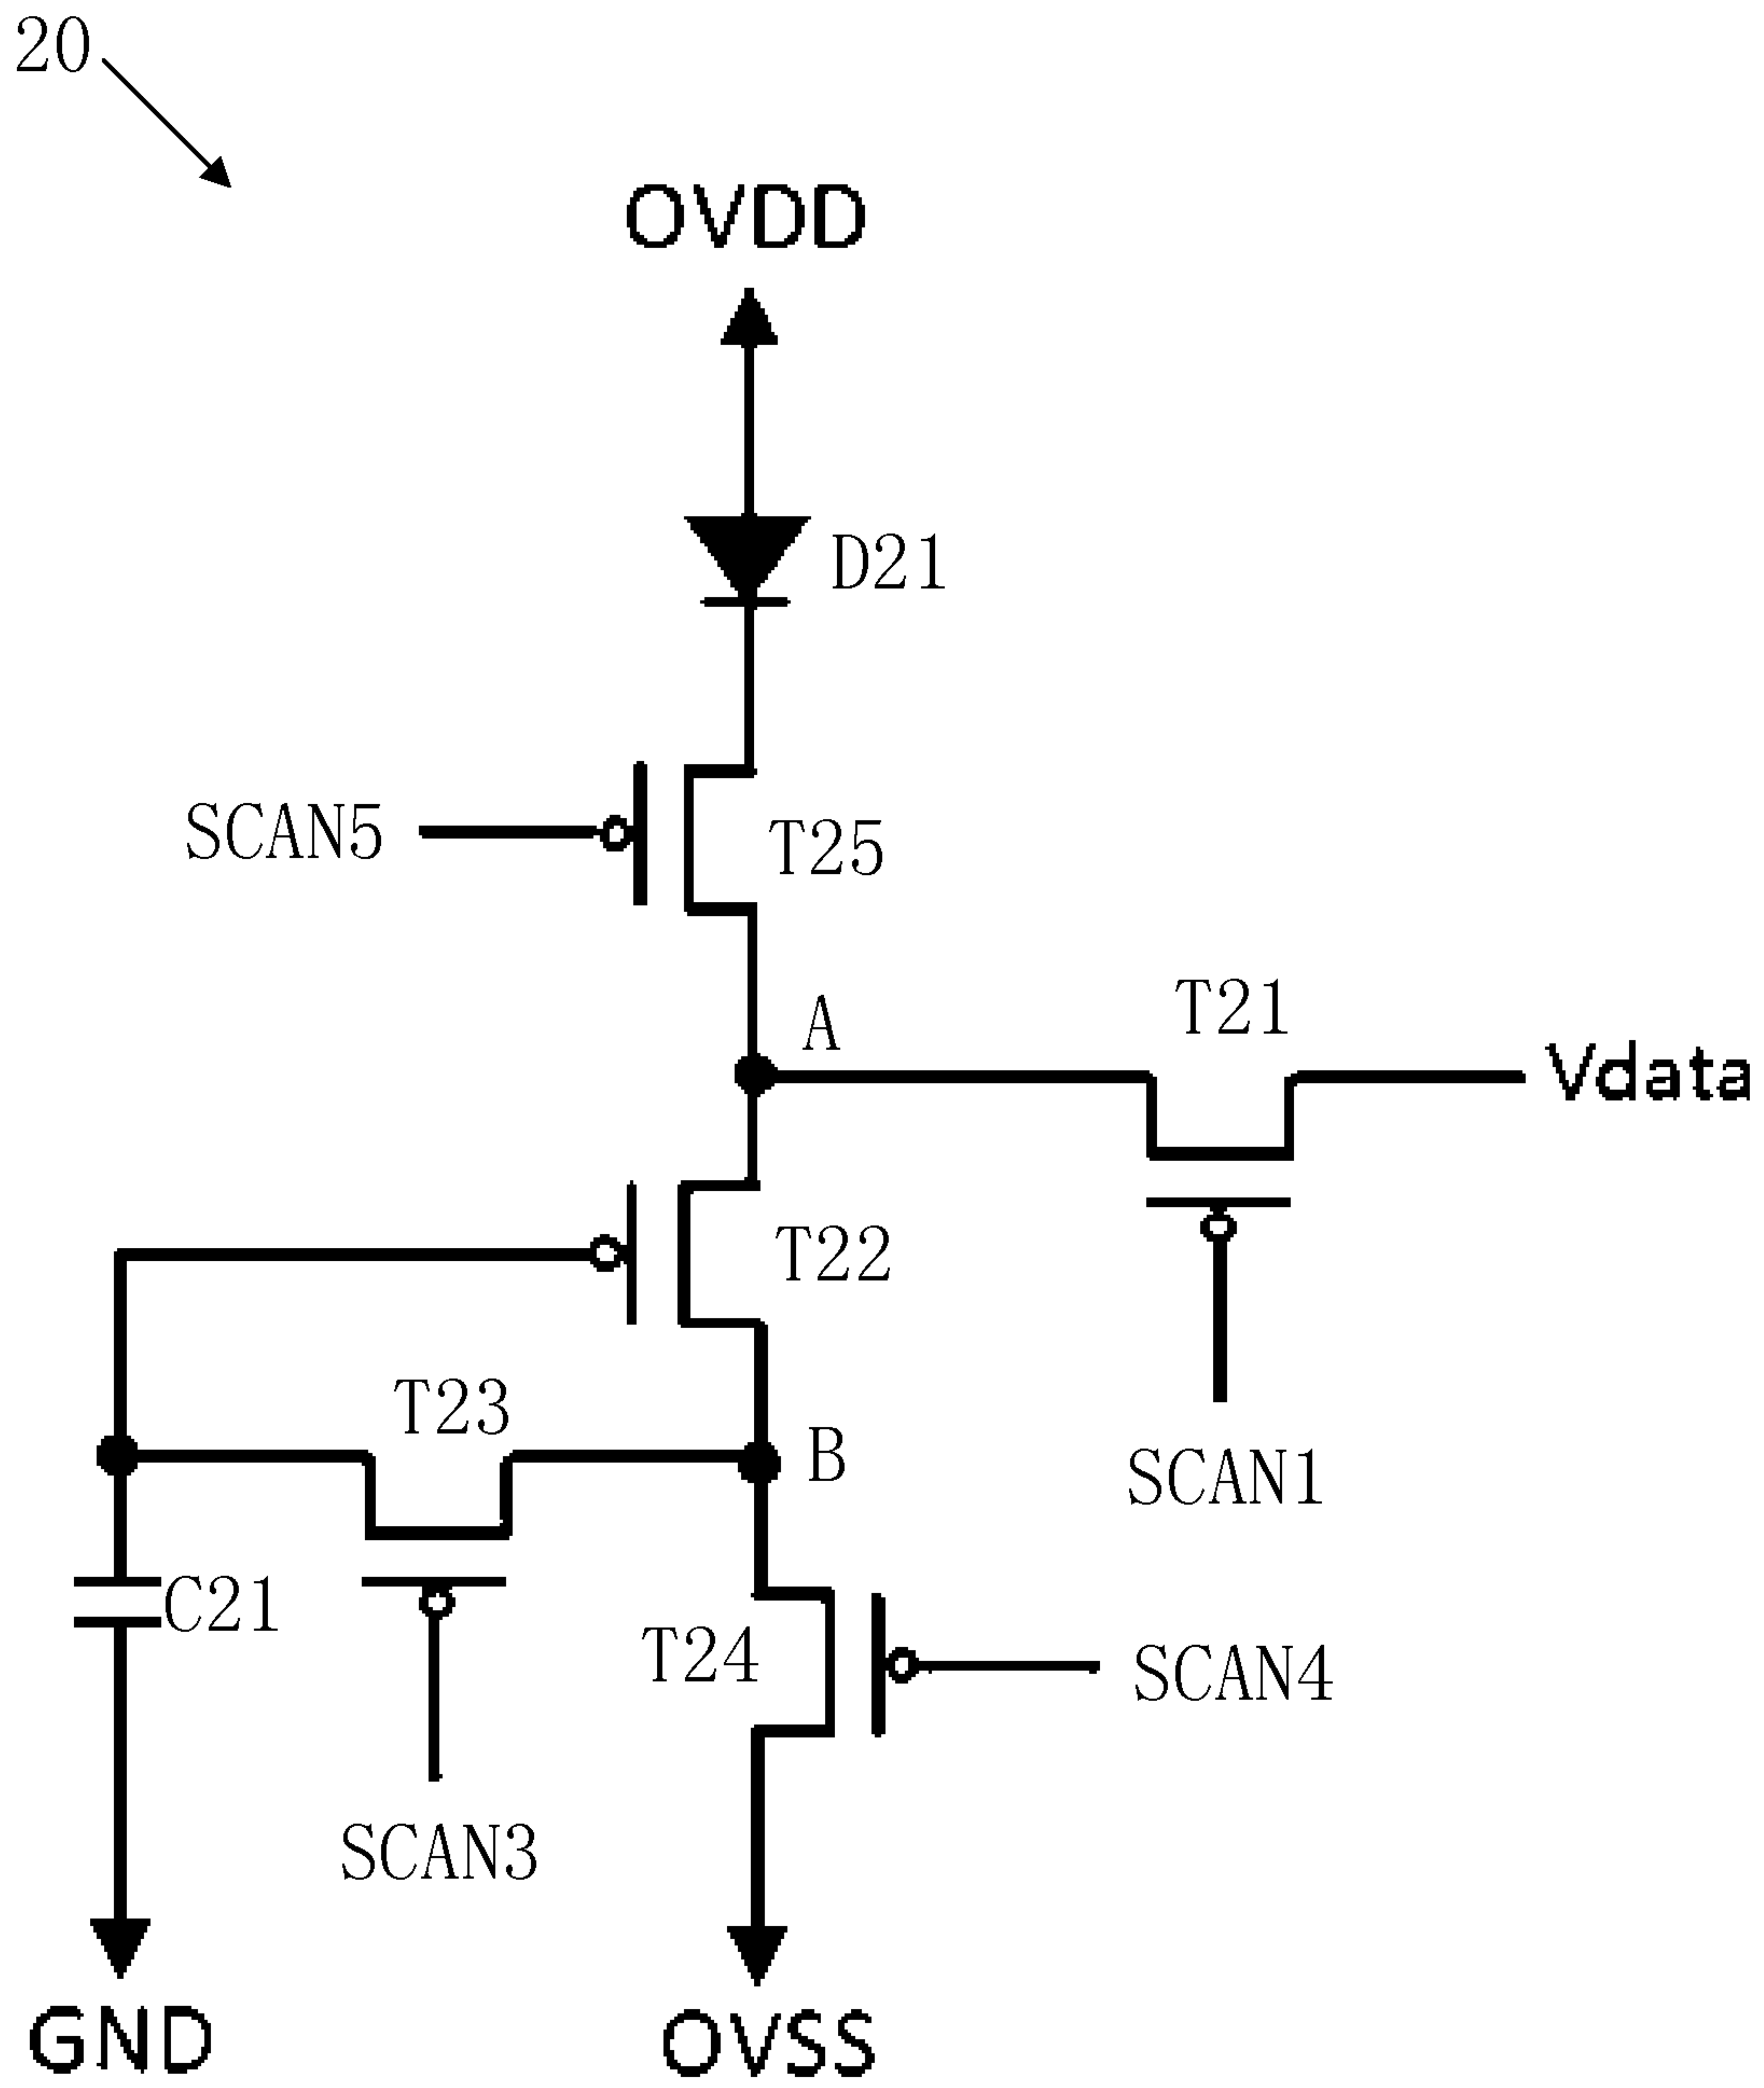 20
OVDD
D21
SCAN5
T25
A
T21
Vdata
T22
T23
B
SCAN1
C21
T24
SCAN4
SCAN3
GND
OVSS